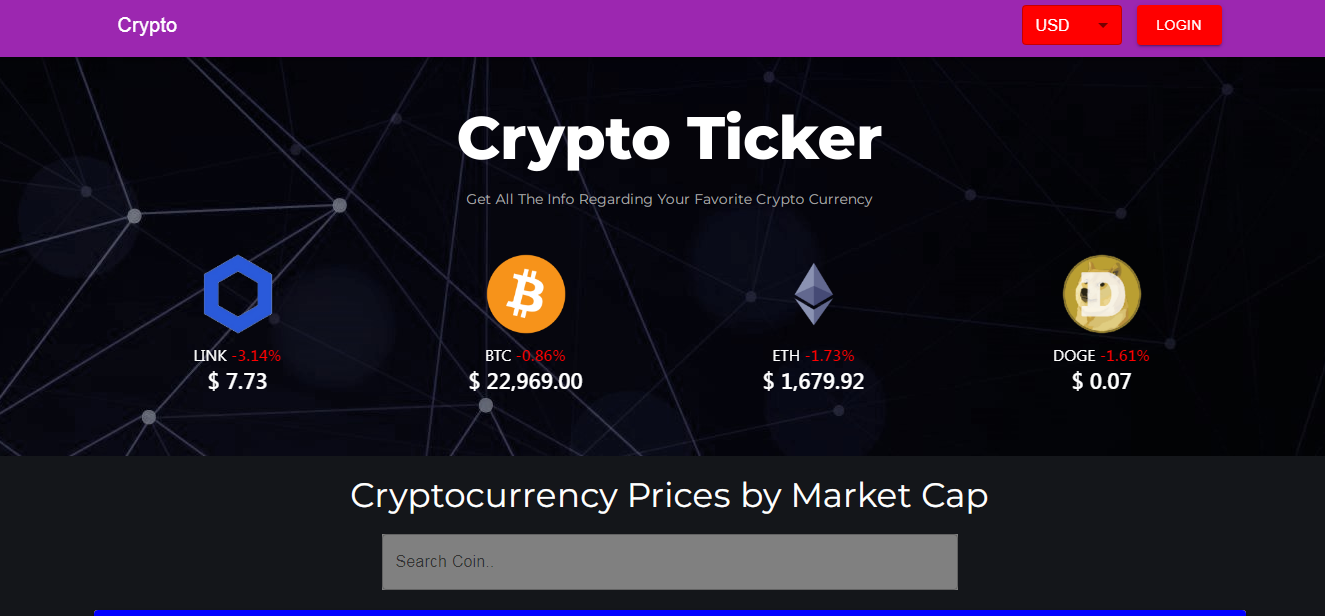 Crypto
USD
LOGIN
Crypto Ticker
Get All The Info Regarding Your Favorite Crypto Currency
LINK -3.14%
$ 7.73
BTC -0.86%
$ 22,969.00
ETH -1.73%
$ 1,679.92
DOGE -1.61%
$ 0.07
Cryptocurrency Prices by Market Cap
Search Coin..